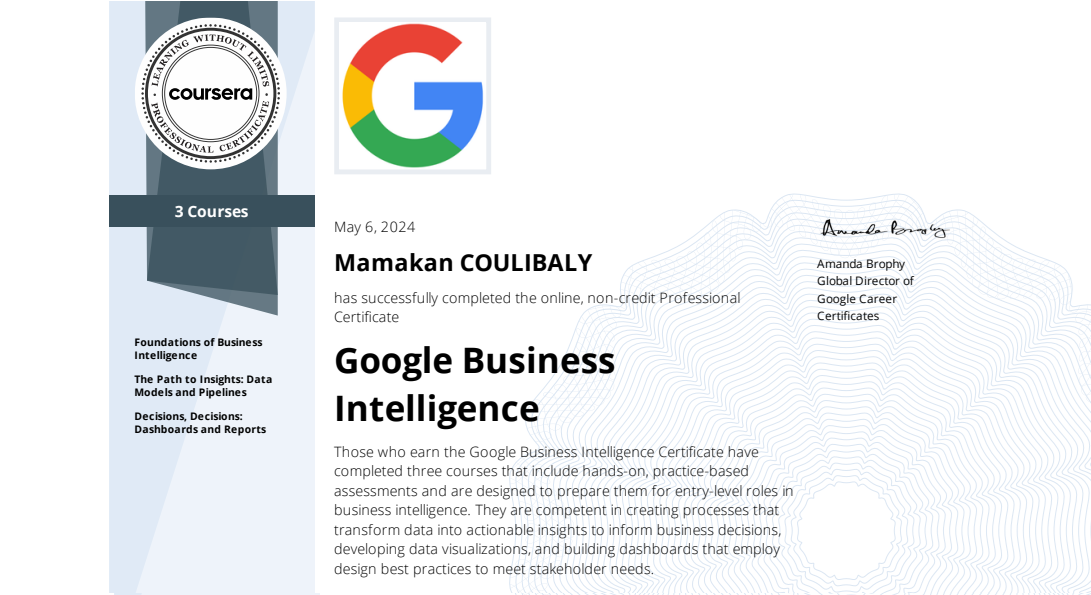 LEARNING WITHOUT LIMITS
coursera
PROFESSIONAL CERTIFICATE
3 Courses
Foundations of Business
Intelligence
The Path to Insights: Data
Models and Pipelines
Decisions, Decisions:
Dashboards and Reports
May 6, 2024
Mamakan COULIBALY
has successfully completed the online, non-credit Professional
Certificate
Google Business
Intelligence
Those who earn the Google Business Intelligence Certificate have
completed three courses that include hands-on, practice-based
assessments and are designed to prepare them for entry-level roles in
business intelligence. They are competent in creating processes that
transform data into actionable insights to inform business decisions,
developing data visualizations, and building dashboards that employ
design best practices to meet stakeholder needs.
Amanda Brophy
Amanda Brophy
Global Director of
Google Career
Certificates